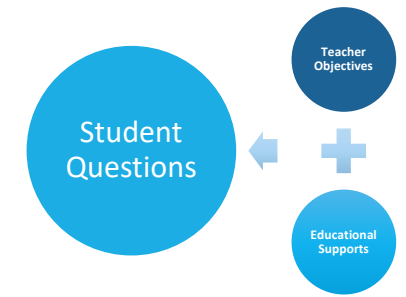 Student
Questions
Teacher
Objectives
Educational
Supports